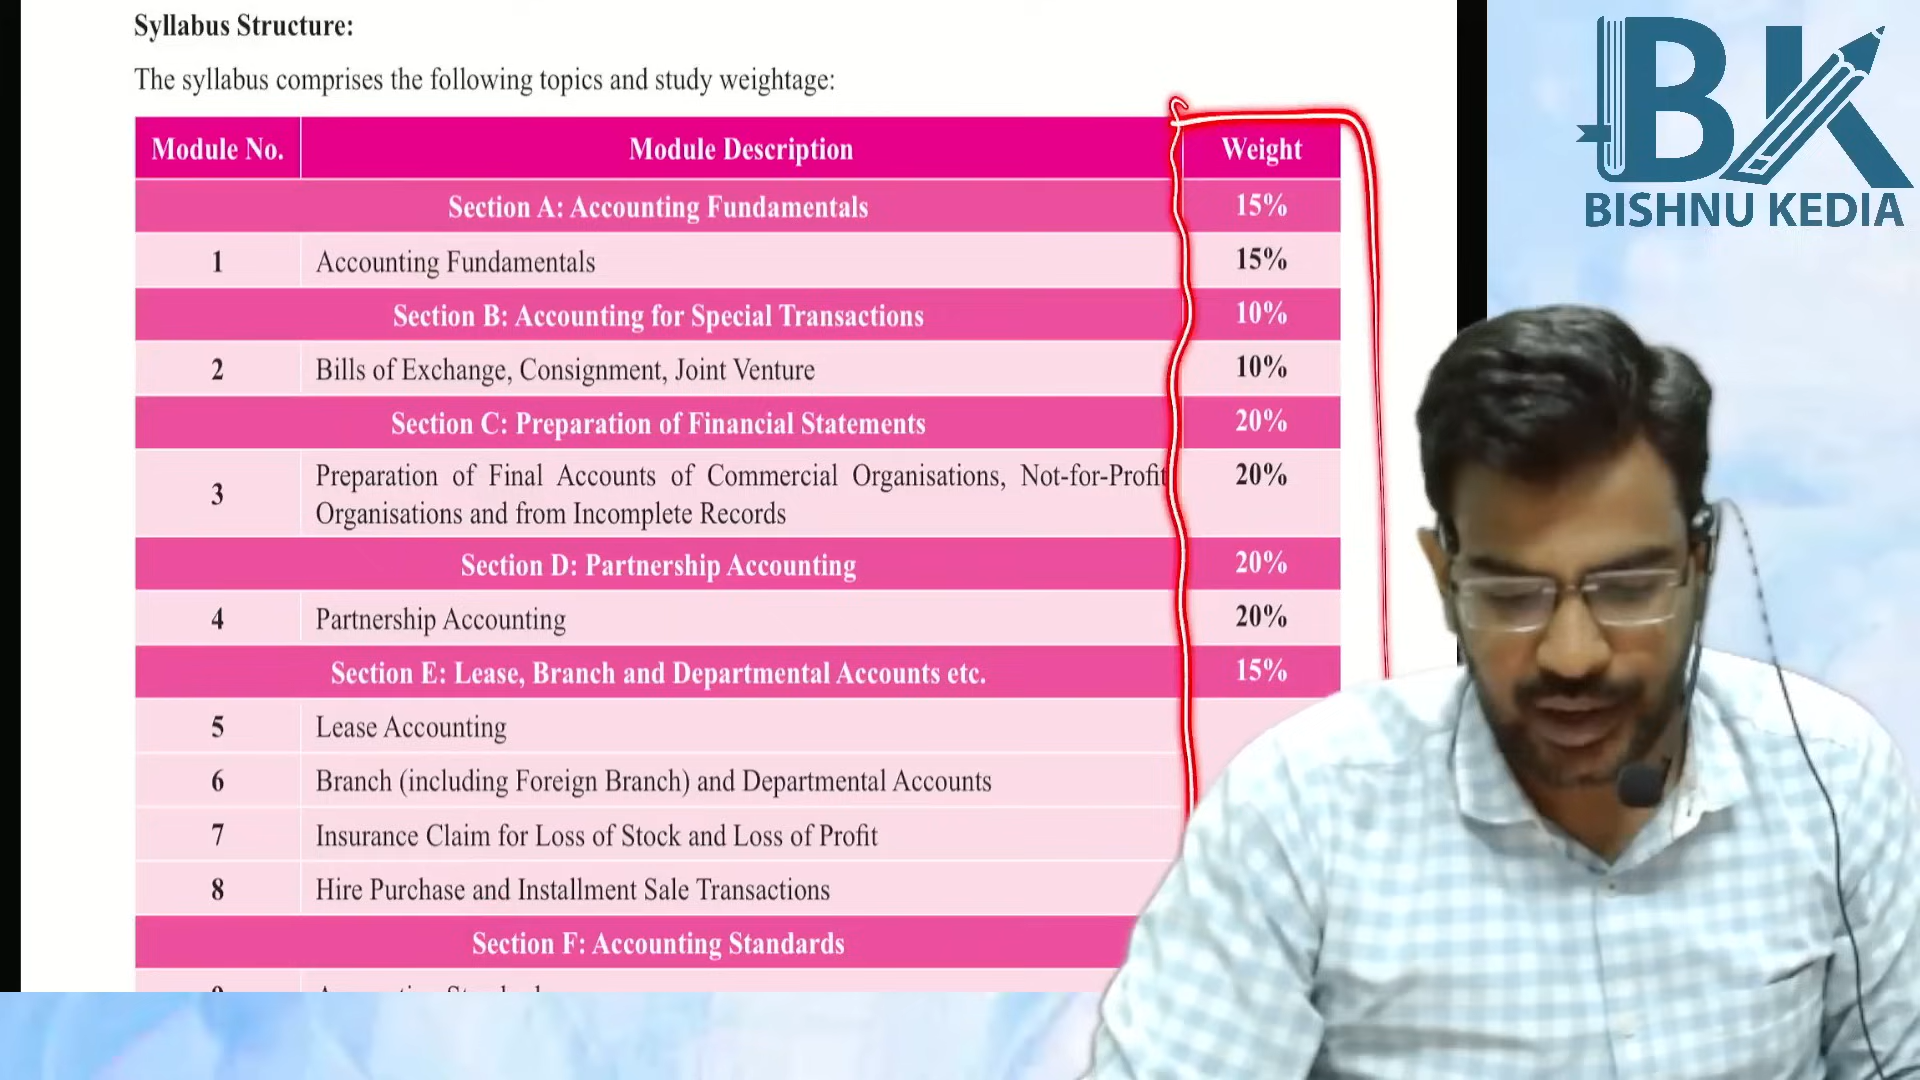 Syllabus Structure:
The syllabus comprises the following topics and study weightage:
Module No. Module Description Weight
Section A: Accounting Fundamentals 15%
1 Accounting Fundamentals 15%
Section B: Accounting for Special Transactions 10%
2 Bills of Exchange, Consignment, Joint Venture 10%
Section C: Preparation of Financial Statements 20%
3 Preparation of Final Accounts of Commercial Organisations, Not-for-Profit 20%
Organisations and from Incomplete Records
Section D: Partnership Accounting 20%
4 Partnership Accounting 20%
Section E: Lease, Branch and Departmental Accounts etc. 15%
5 Lease Accounting
6 Branch (including Foreign Branch) and Departmental Accounts
7 Insurance Claim for Loss of Stock and Loss of Profit
8 Hire Purchase and Installment Sale Transactions
Section F: Accounting Standards
BK
BISHNU KEDIA